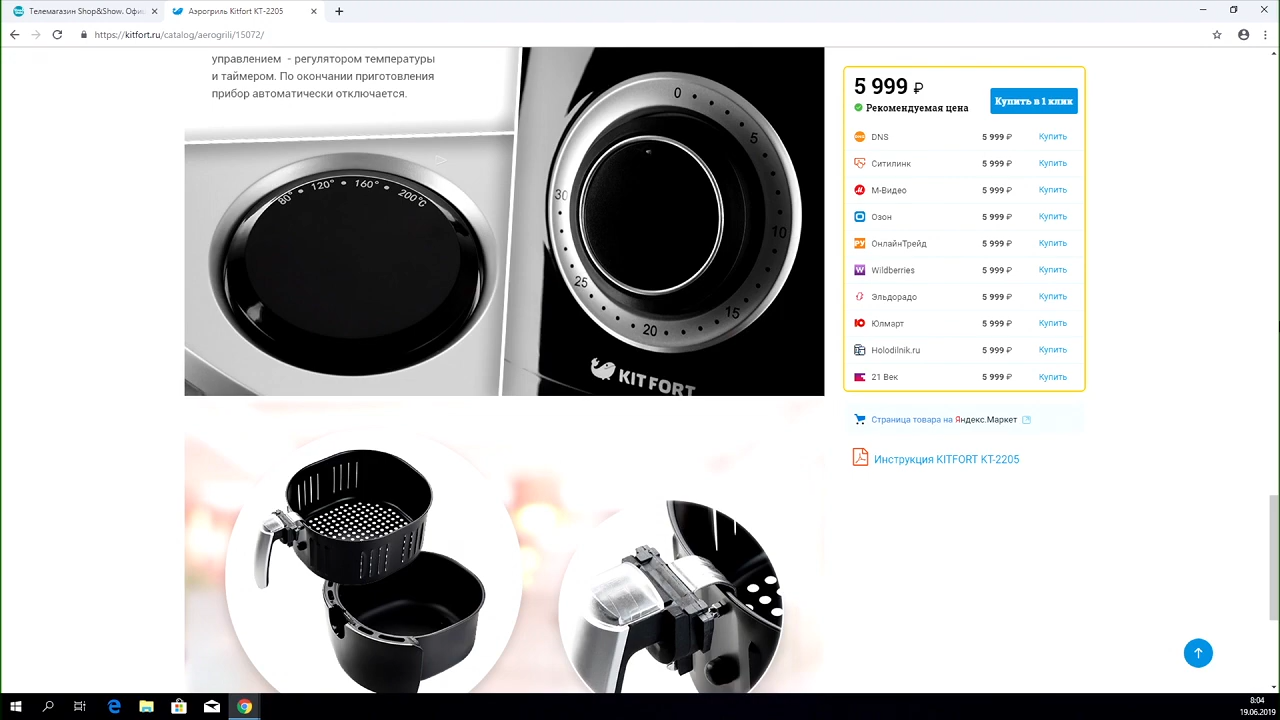 Телемагазин Shop&Show. Офиц
Аэрогриль Kitfort KT-2205
https://kitfort.ru/catalog/aerogrili/15072/
управлением - регулятором температуры
и таймером. По окончании приготовления
прибор автоматически отключается.
80° 120° 160° 200°C
0
5
10
15
20
25
30
KITFORT
5 999 ₽
Рекомендуемая цена
Купить в 1 клик
DNS 5 999 ₽ Купить
Ситилинк 5 999 ₽ Купить
М-Видео 5 999 ₽ Купить
Озон 5 999 ₽ Купить
РУ ОнлайнТрейд 5 999 ₽ Купить
W Wildberries 5 999 ₽ Купить
Эльдорадо 5 999 ₽ Купить
Ю Юлмарт 5 999 ₽ Купить
Holodilnik.ru 5 999 ₽ Купить
21 Век 5 999 ₽ Купить
Страница товара на Яндекс.Маркет
Инструкция KITFORT KT-2205
8:04
19.06.2019